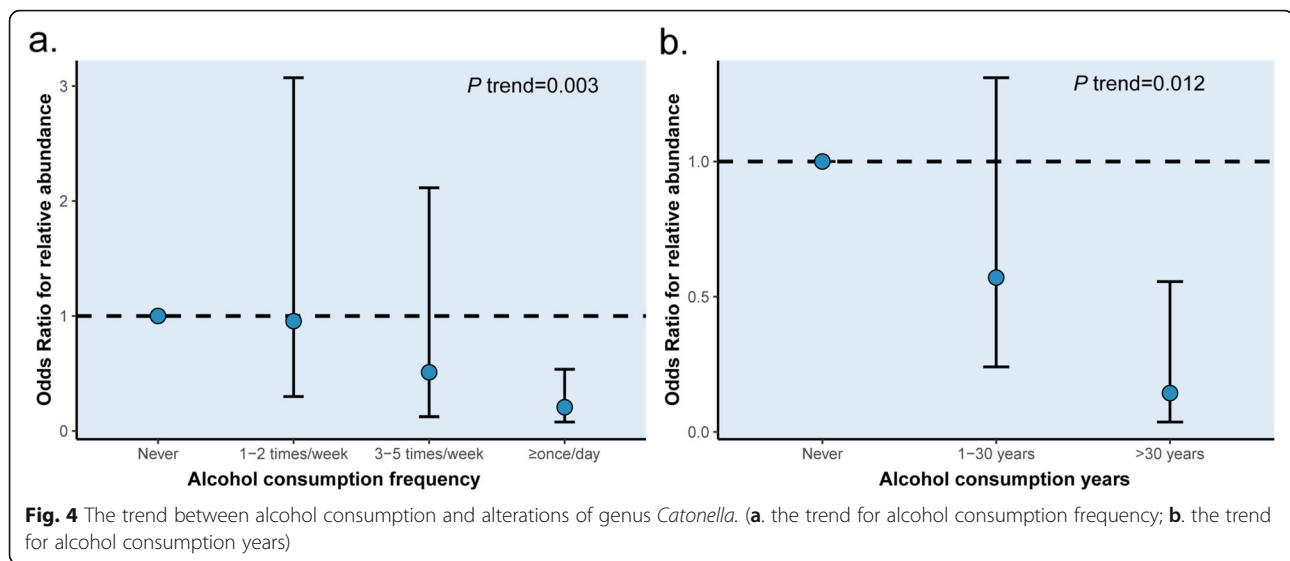 a.
P trend=0.003
3
2
1
0
Odds Ratio for relative abundance
Never 1−2 times/week 3−5 times/week ≥once/day
Alcohol consumption frequency
b.
P trend=0.012
1.0
0.5
0.0
Odds Ratio for relative abundance
Never 1−30 years >30 years
Alcohol consumption years
Fig. 4 The trend between alcohol consumption and alterations of genus Catonella. (a. the trend for alcohol consumption frequency; b. the trend
for alcohol consumption years)